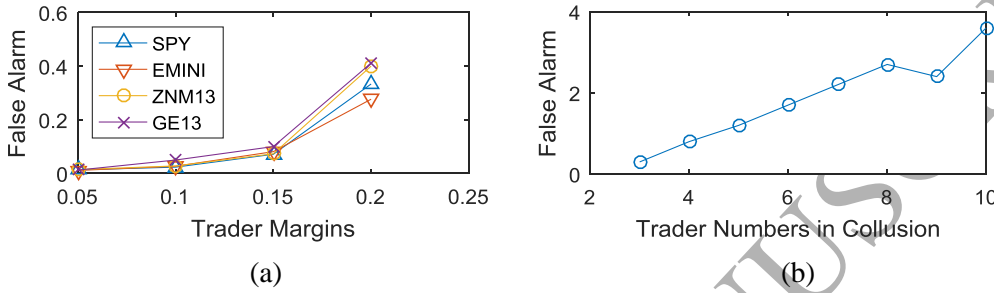 False Alarm
0.6
0.4
0.2
0
SPY
EMINI
ZNM13
GE13
0.05 0.1 0.15 0.2 0.25
Trader Margins
(a)
False Alarm
4
2
0
2 4 6 8 10
Trader Numbers in Collusion
(b)